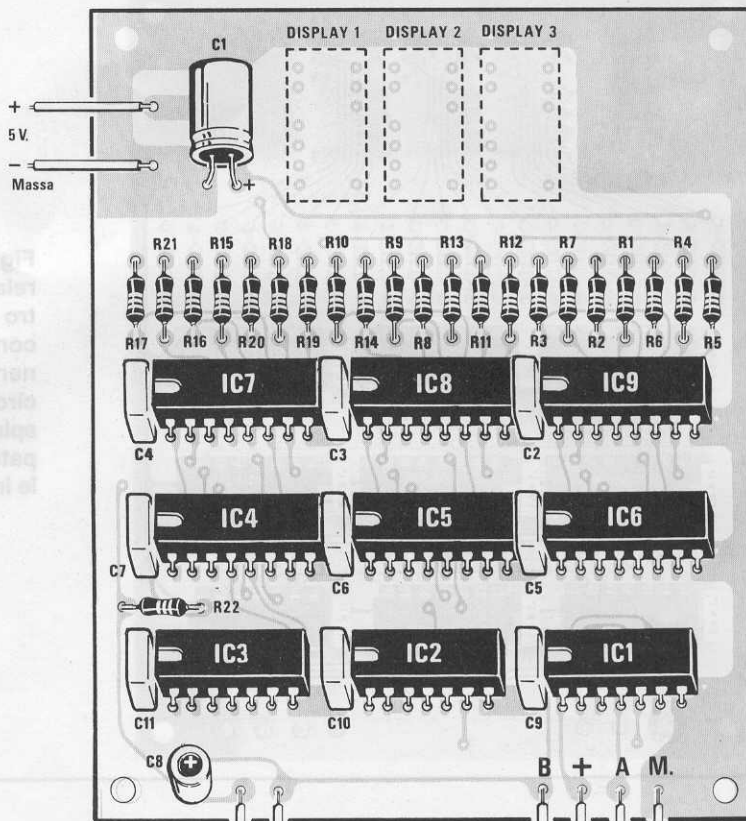 DISPLAY 1 DISPLAY 2 DISPLAY 3
C1
+
5 V.
−
Massa
+
R21 R15 R18 R10 R9 R13 R12 R7 R1 R4
R17 R16 R20 R19 R14 R8 R11 R3 R2 R6 R5
IC7 IC8 IC9
C4 C3 C2
IC4 IC5 IC6
C7 C6 C5
R22
IC3 IC2 IC1
C11 C10 C9
C8 +
B + A M.